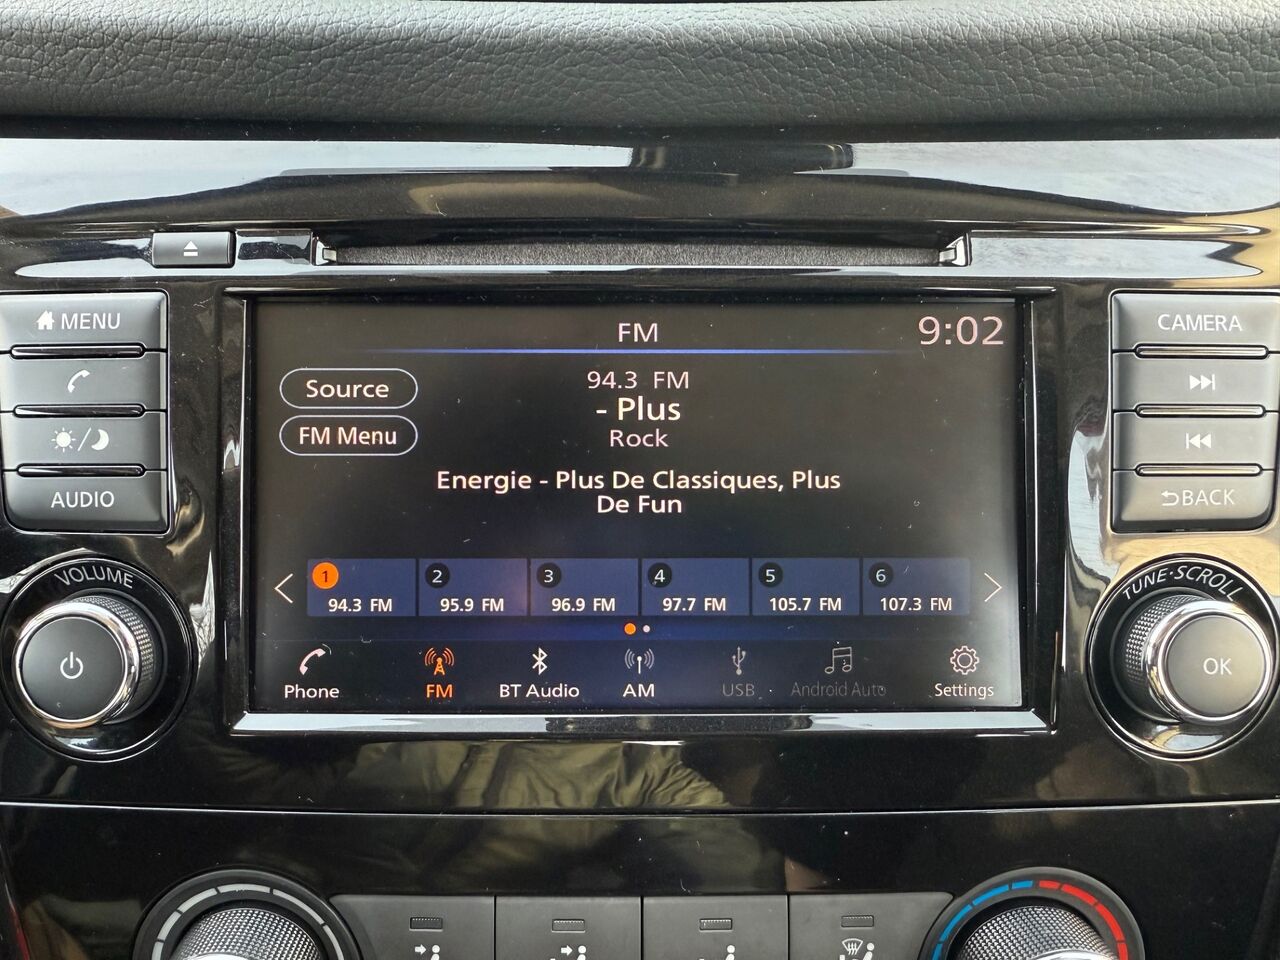 MENU
AUDIO
VOLUME
FM
9:02
Source
FM Menu
94.3 FM
- Plus
Rock
Energie - Plus De Classiques, Plus
De Fun
1
94.3 FM
2
95.9 FM
3
96.9 FM
4
97.7 FM
5
105.7 FM
6
107.3 FM
Phone
FM
BT Audio
AM
USB
Android Auto
Settings
CAMERA
BACK
TUNE·SCROLL
OK